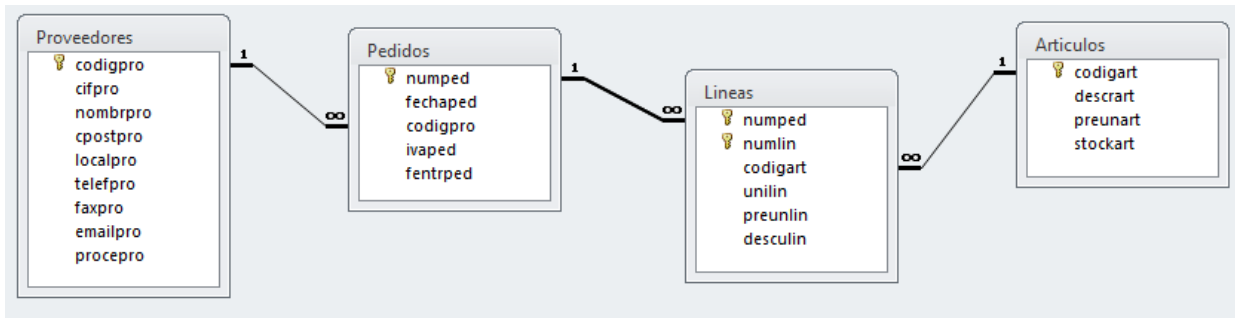 Proveedores
codigpro
cifpro
nombrpro
cpostpro
localpro
telefpro
faxpro
emailpro
procepro
1
∞
Pedidos
numped
fechaped
codigpro
ivaped
fentrped
1
∞
Lineas
numped
numlin
codigart
unilin
preunlin
desculin
∞
1
Articulos
codigart
descrart
preunart
stockart